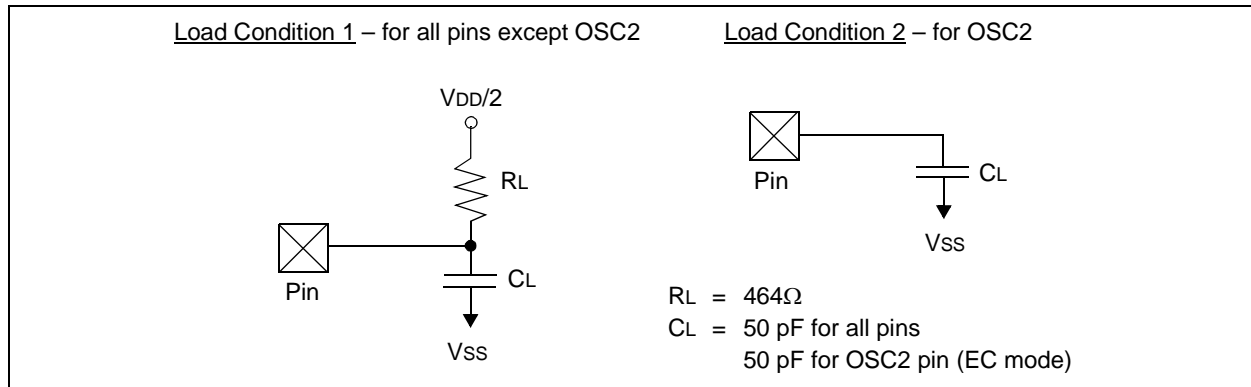 Load Condition 1 – for all pins except OSC2
Load Condition 2 – for OSC2
VDD/2
RL
Pin
CL
VSS
Pin
CL
VSS
RL = 464Ω
CL = 50 pF for all pins
50 pF for OSC2 pin (EC mode)